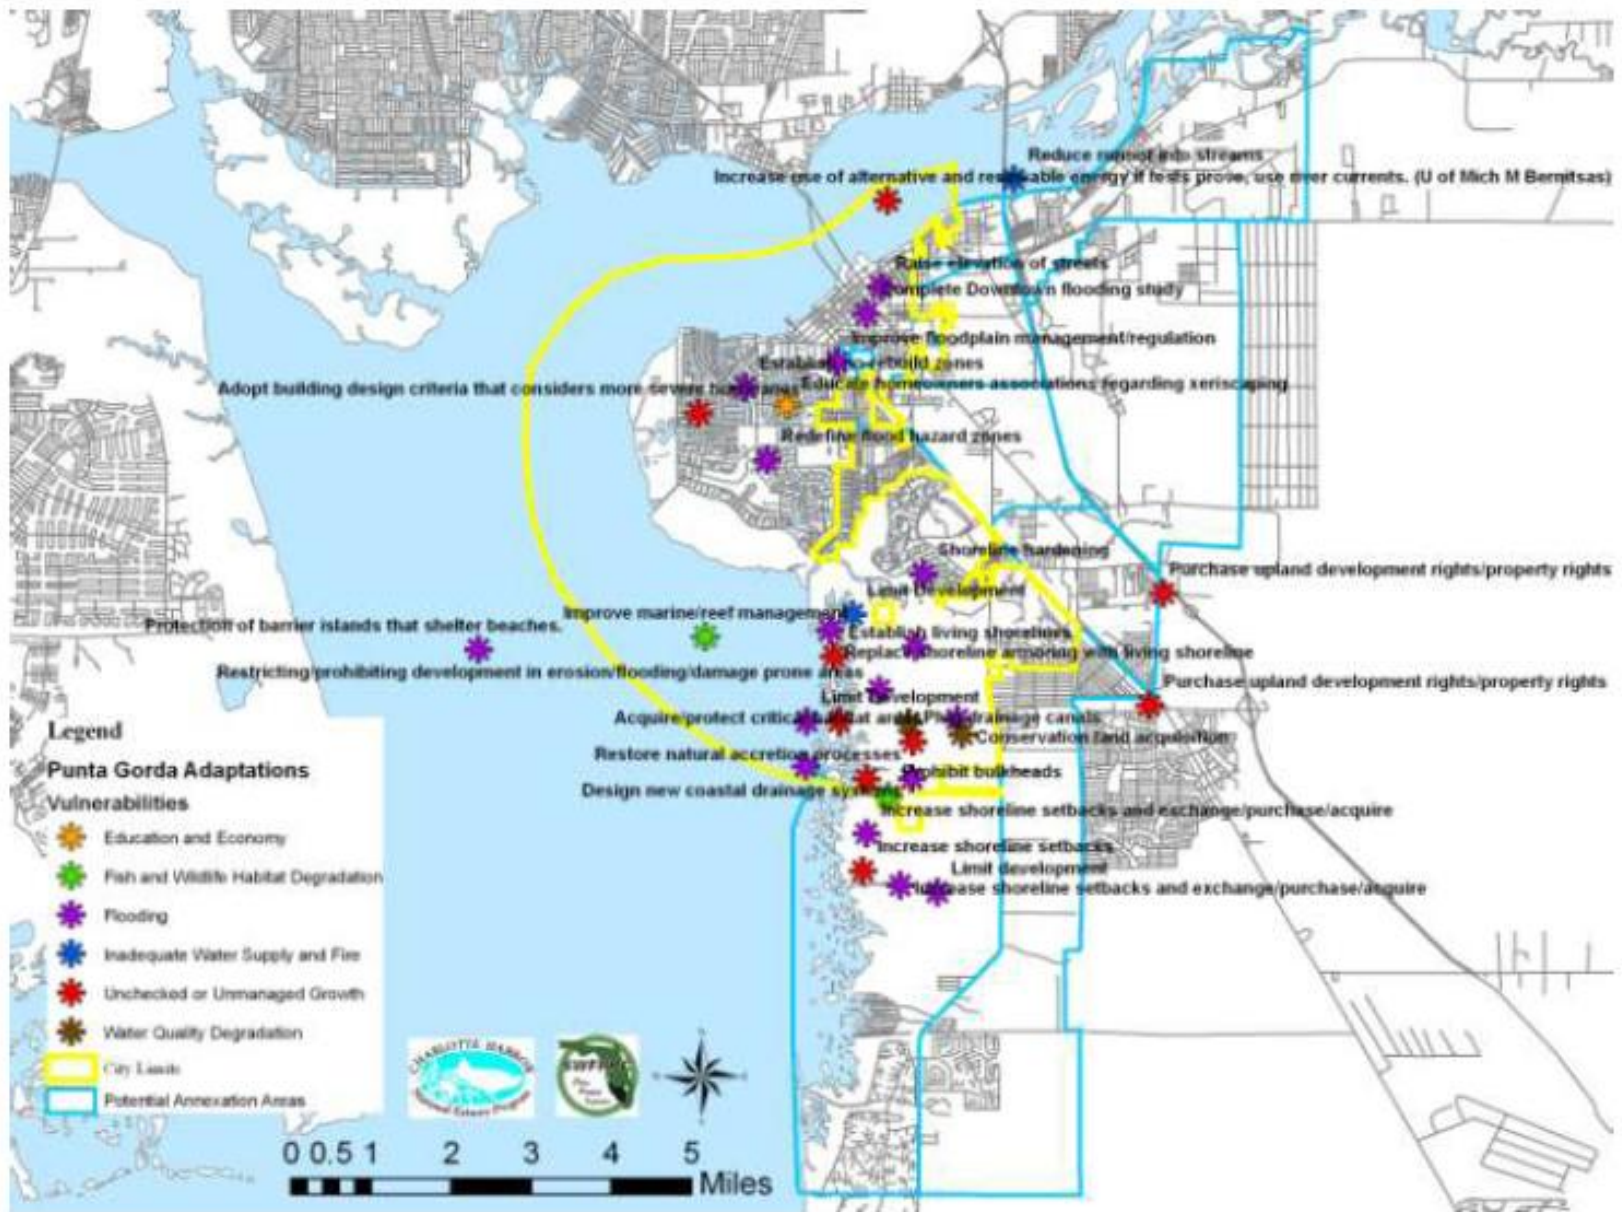 Reduce runoff into streams
Increase use of alternative and renewable energy if tests prove, use river currents. (U of Mich M Bernitsas)
Raise elevation of streets
Complete Downtown flooding study
Improve floodplain management/regulation
Establish no-rebuild zones
Educate homeowners associations regarding xeriscaping
Adopt building design criteria that considers more severe hurricanes
Redefine flood hazard zones
Shoreline hardening
Purchase upland development rights/property rights
Limit Development
Improve marine/reef management
Protection of barrier islands that shelter beaches.
Establish living shorelines
Replace shoreline armoring with living shoreline
Restricting/prohibiting development in erosion/flooding/damage prone areas
Purchase upland development rights/property rights
Limit Development
Acquire/protect critical habitat areas
drainage canals
Conservation land acquisition
Restore natural accretion processes
Prohibit bulkheads
Design new coastal drainage systems
Increase shoreline setbacks and exchange/purchase/acquire
Increase shoreline setbacks
Limit development
Increase shoreline setbacks and exchange/purchase/acquire
Legend
Punta Gorda Adaptations
Vulnerabilities
Education and Economy
Fish and Wildlife Habitat Degradation
Flooding
Inadequate Water Supply and Fire
Unchecked or Unmanaged Growth
Water Quality Degradation
City Limits
Potential Annexation Areas
CHARLOTTE HARBOR
National Estuary Program
0 0.5 1 2 3 4 5
Miles